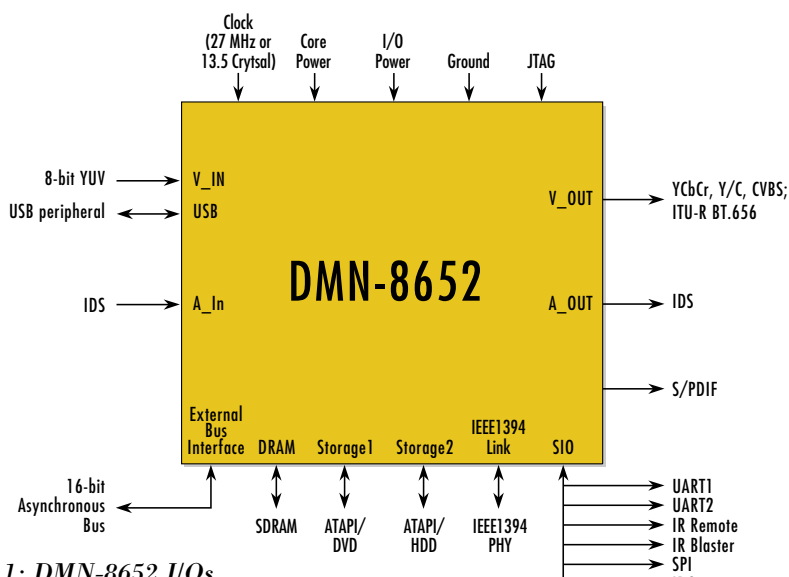 Clock
(27 MHz or
13.5 Crytsal)
Core
Power
I/O
Power
Ground
JTAG
8-bit YUV
V_IN
USB peripheral
USB
V_OUT
YCbCr, Y/C, CVBS;
ITU-R BT.656
DMN-8652
IDS
A_In
A_OUT
IDS
S/PDIF
External
Bus
Interface
DRAM
Storage1
Storage2
IEEE1394
Link
SIO
16-bit
Asynchronous
Bus
SDRAM
ATAPI/
DVD
ATAPI/
HDD
IEEE1394
PHY
UART1
UART2
IR Remote
IR Blaster
SPI
1: DMN-8652 I/Os